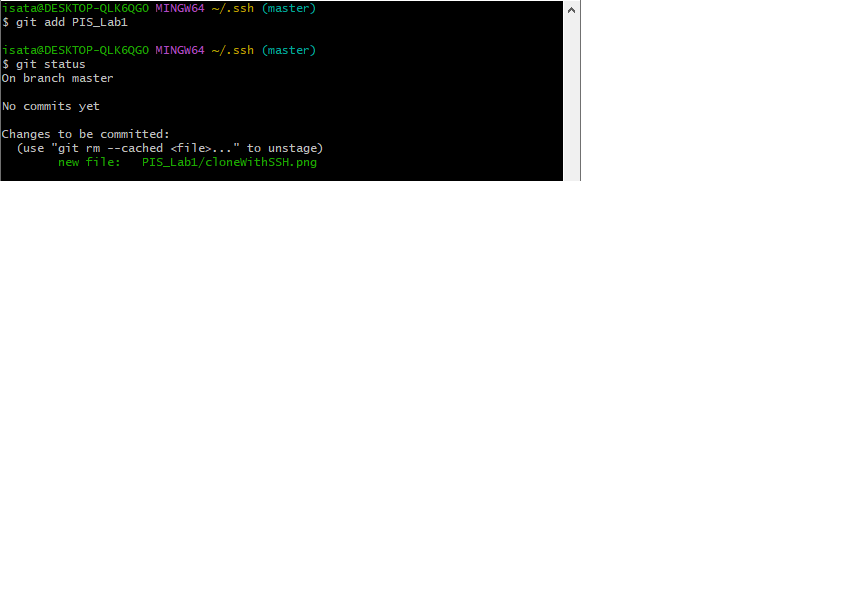 isata@DESKTOP-QLK6QGO MINGW64 ~/.ssh (master)
$ git add PIS_Lab1
isata@DESKTOP-QLK6QGO MINGW64 ~/.ssh (master)
$ git status
On branch master
No commits yet
Changes to be committed:
(use "git rm --cached <file>..." to unstage)
new file: PIS_Lab1/cloneWithSSH.png